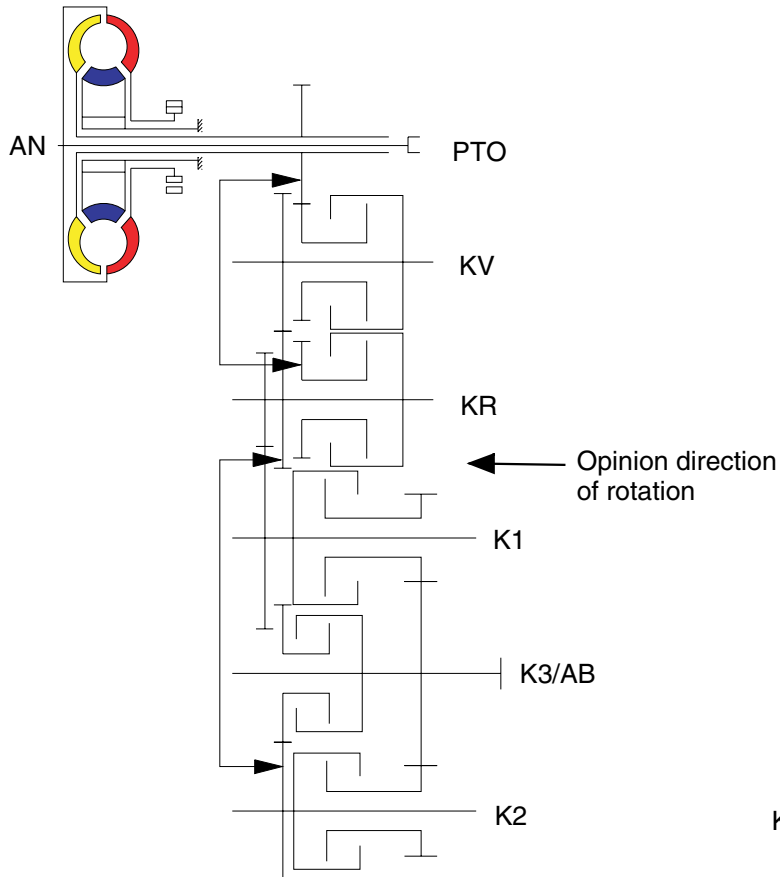 AN
PTO
KV
KR
Opinion direction
of rotation
K1
K3/AB
K2
K